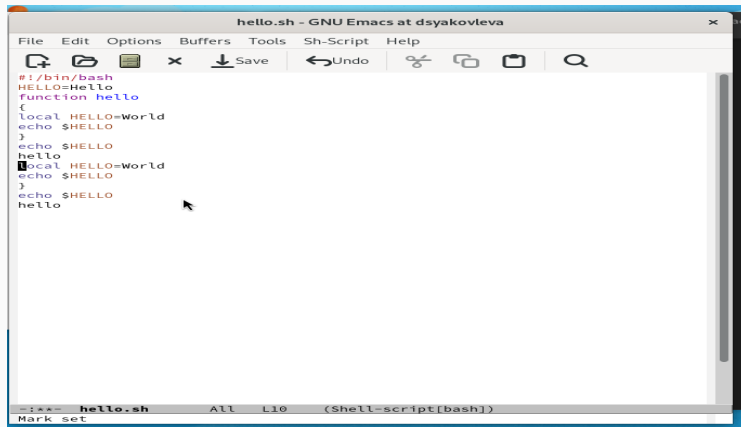 hello.sh - GNU Emacs at dsyakovleva
File Edit Options Buffers Tools Sh-Script Help
Save Undo
#!/bin/bash
HELLO=Hello
function hello
{
local HELLO=World
echo $HELLO
}
echo $HELLO
hello
local HELLO=World
echo $HELLO
}
echo $HELLO
hello
-:**- hello.sh All L10 (Shell-script[bash])
Mark set